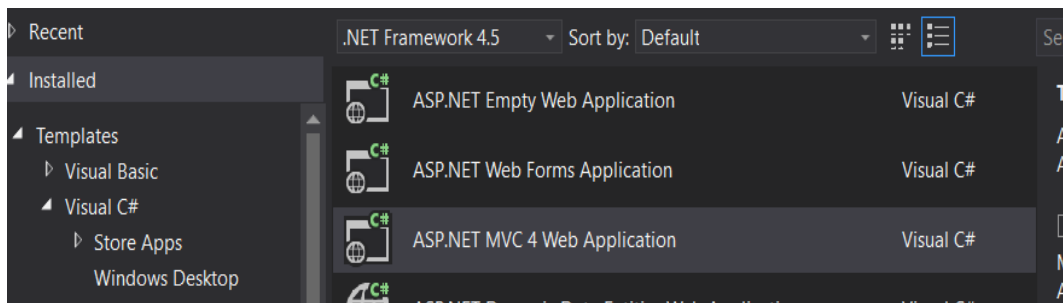 Recent
.NET Framework 4.5 Sort by: Default Se
Installed
C# ASP.NET Empty Web Application Visual C#
Templates
Visual Basic
C# ASP.NET Web Forms Application Visual C#
Visual C#
Store Apps
C# ASP.NET MVC 4 Web Application Visual C#
Windows Desktop
C#